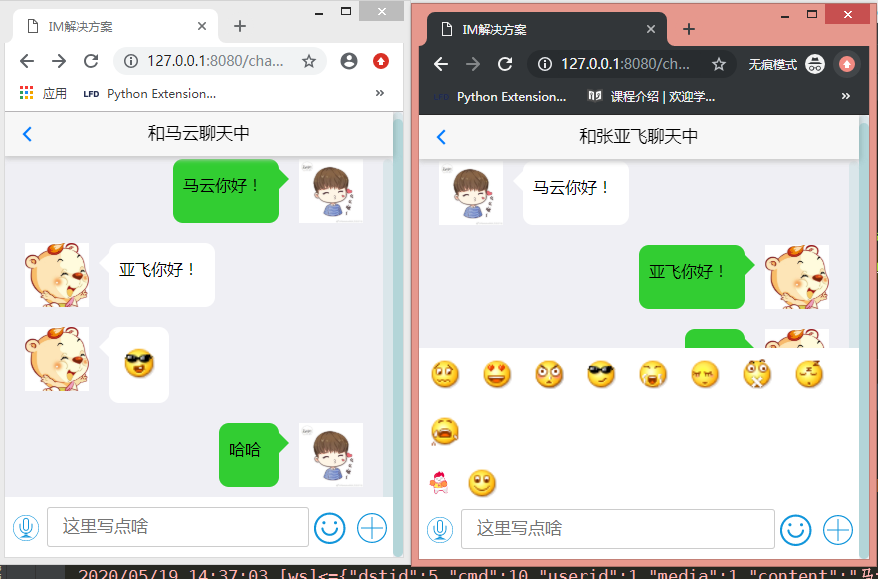 IM解决方案
127.0.0.1:8080/cha...
应用
LFD Python Extension...
»
和马云聊天中
马云你好！
亚飞你好！
哈哈
这里写点啥
IM解决方案
127.0.0.1:8080/ch...
无痕模式
LFD Python Extension...
课程介绍 | 欢迎学...
»
和张亚飞聊天中
马云你好！
亚飞你好！
这里写点啥
2020/05/19 14:37:03 [ws]<={"dstid":5,"cmd":10,"userid":1,"media":1,"content":"马